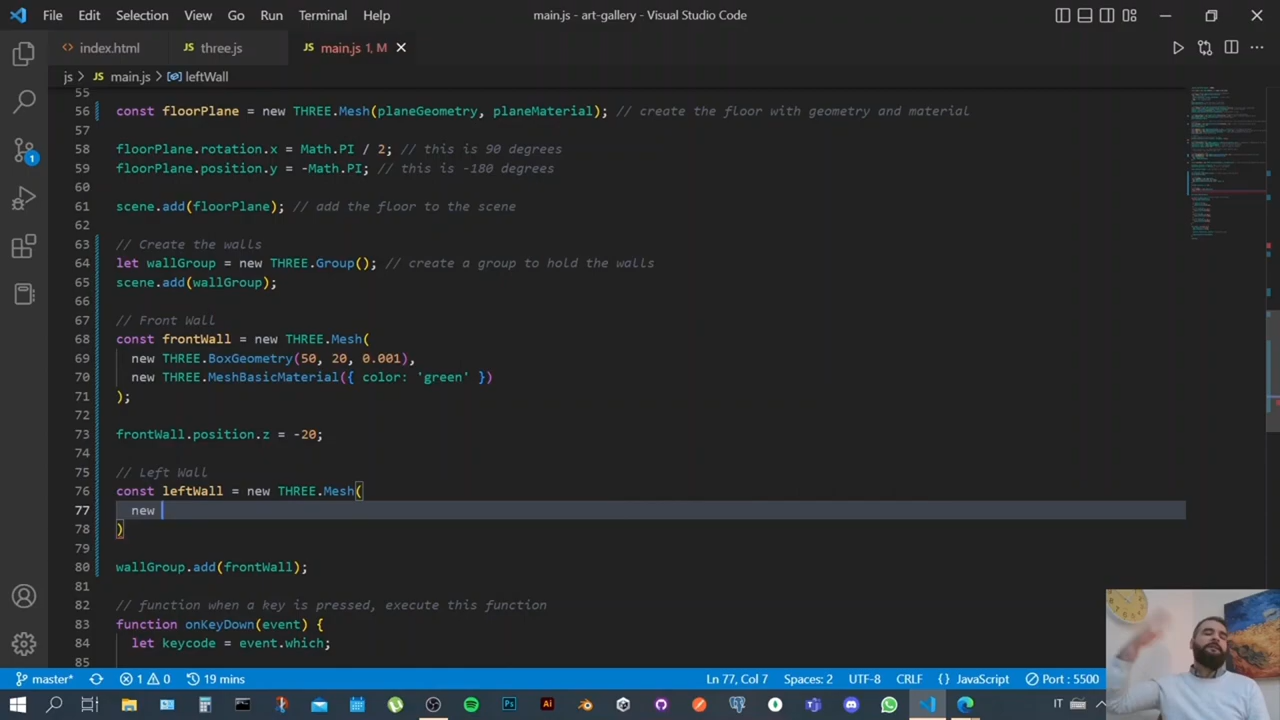 File Edit Selection View Go Run Terminal Help main.js - art-gallery - Visual Studio Code
index.html JS three.js JS main.js 1, M
js > JS main.js > leftWall
55
56 const floorPlane = new THREE.Mesh(planeGeometry, planeMaterial); // create the floor with geometry and material
57
58 floorPlane.rotation.x = Math.PI / 2; // this is 90 degrees
59 floorPlane.position.y = -Math.PI; // this is -180 degrees
60
61 scene.add(floorPlane); // add the floor to the scene
62
63 // Create the walls
64 let wallGroup = new THREE.Group(); // create a group to hold the walls
65 scene.add(wallGroup);
66
67 // Front Wall
68 const frontWall = new THREE.Mesh(
69 new THREE.BoxGeometry(50, 20, 0.001),
70 new THREE.MeshBasicMaterial({ color: 'green' })
71 );
72
73 frontWall.position.z = -20;
74
75 // Left Wall
76 const leftWall = new THREE.Mesh(
77 new
78 )
79
80 wallGroup.add(frontWall);
81
82 // function when a key is pressed, execute this function
83 function onKeyDown(event) {
84 let keycode = event.which;
85
1
master* 1 0 19 mins Ln 77, Col 7 Spaces: 2 UTF-8 CRLF { } JavaScript Port : 5500
Ps Ai IT